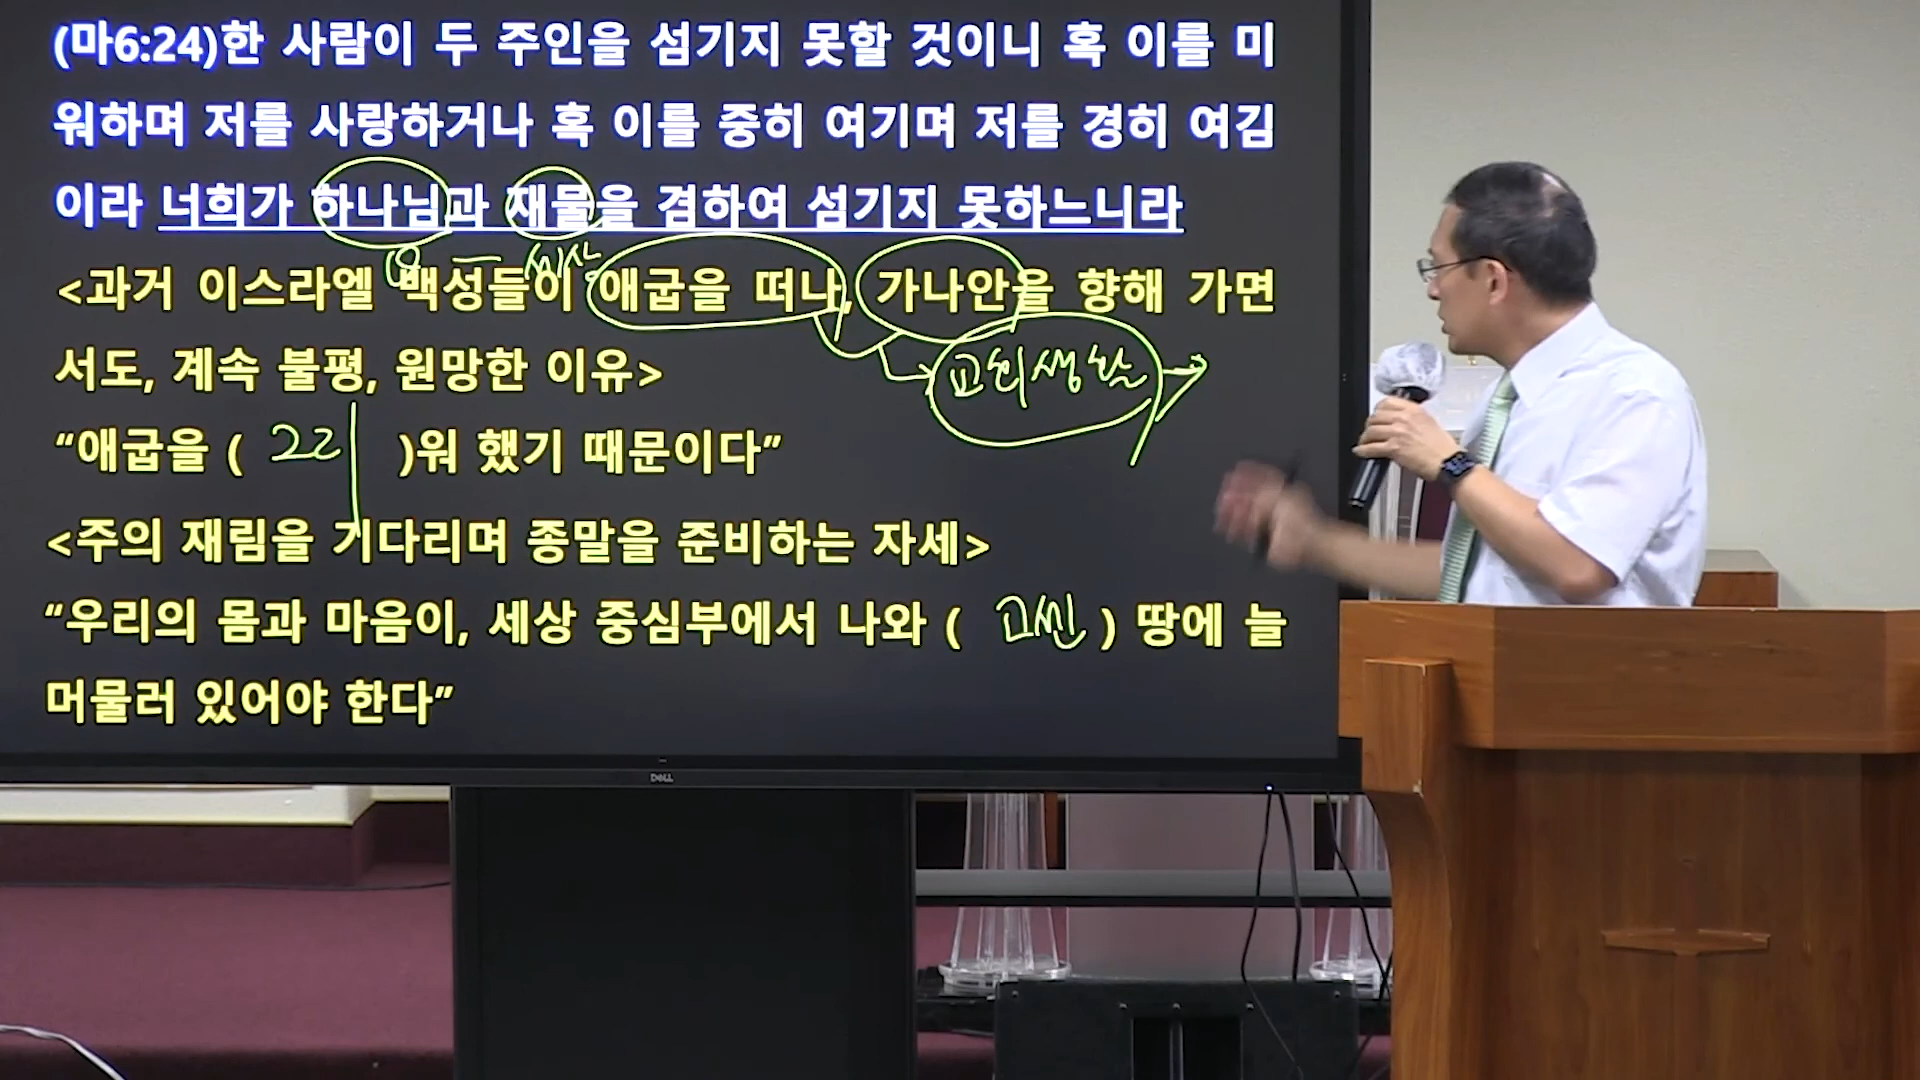 (마6:24)한 사람이 두 주인을 섬기지 못할 것이니 혹 이를 미
워하며 저를 사랑하거나 혹 이를 중히 여기며 저를 경히 여김
이라 너희가 하나님과 재물을 겸하여 섬기지 못하느니라
세상
<과거 이스라엘 백성들이 애굽을 떠나, 가나안을 향해 가면
서도, 계속 불평, 원망한 이유>
교회생활
“애굽을 ( 그리 )워 했기 때문이다”
<주의 재림을 기다리며 종말을 준비하는 자세>
“우리의 몸과 마음이, 세상 중심부에서 나와 ( 고센 ) 땅에 늘
머물러 있어야 한다”
DELL